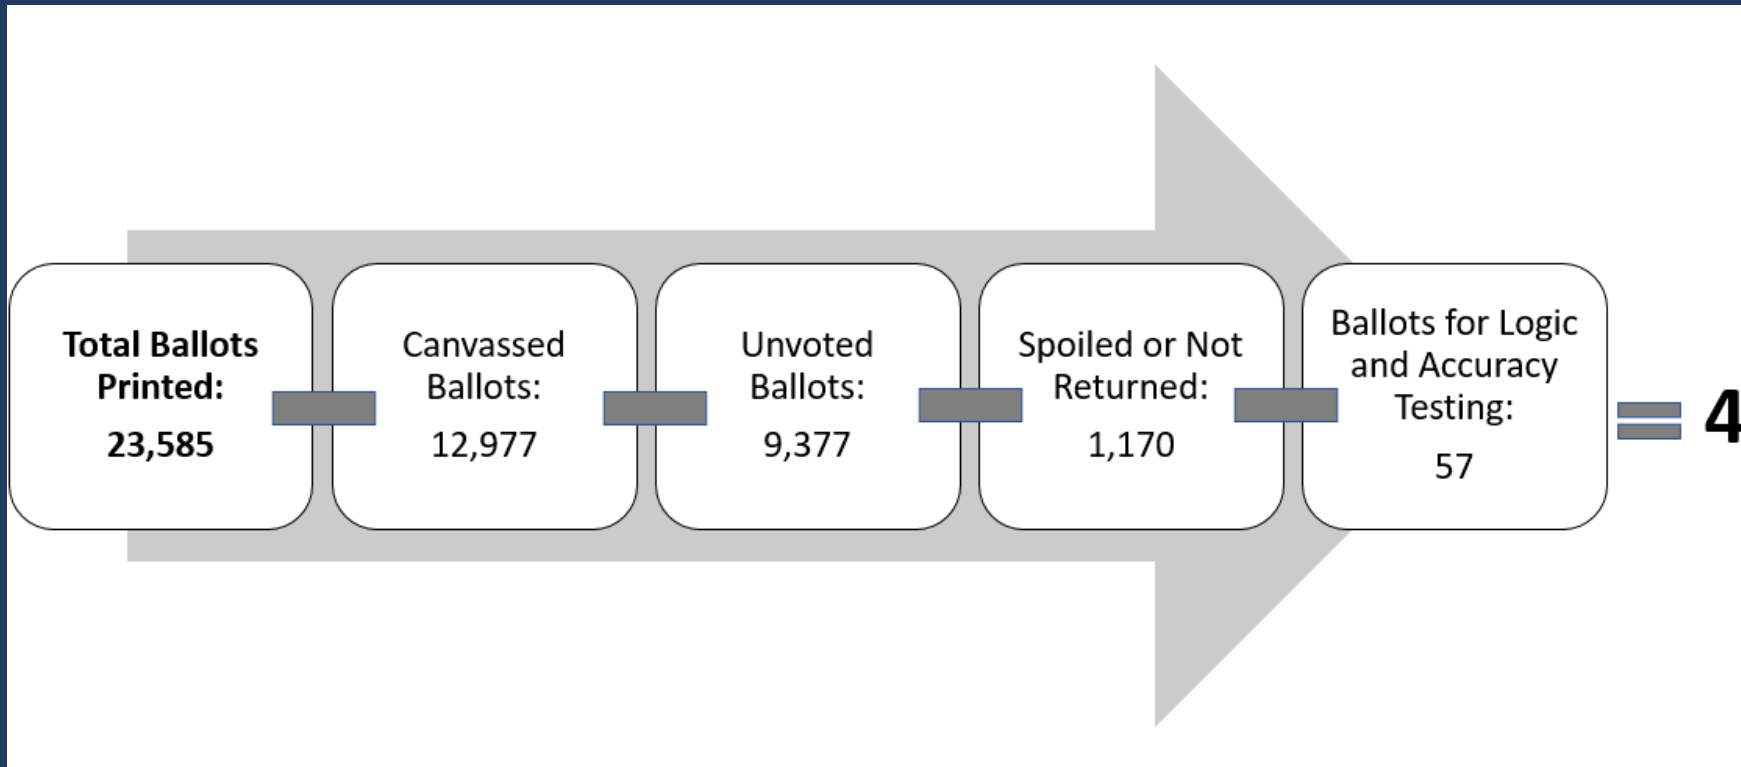 Total Ballots
Printed:
23,585
Canvassed
Ballots:
12,977
Unvoted
Ballots:
9,377
Spoiled or Not
Returned:
1,170
Ballots for Logic
and Accuracy
Testing:
57
= 4